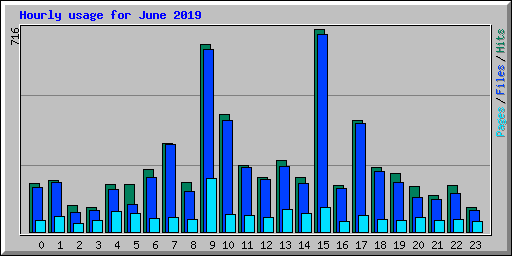 Hourly usage for June 2019
716
Pages/Files/Hits
0 1 2 3 4 5 6 7 8 9 10 11 12 13 14 15 16 17 18 19 20 21 22 23